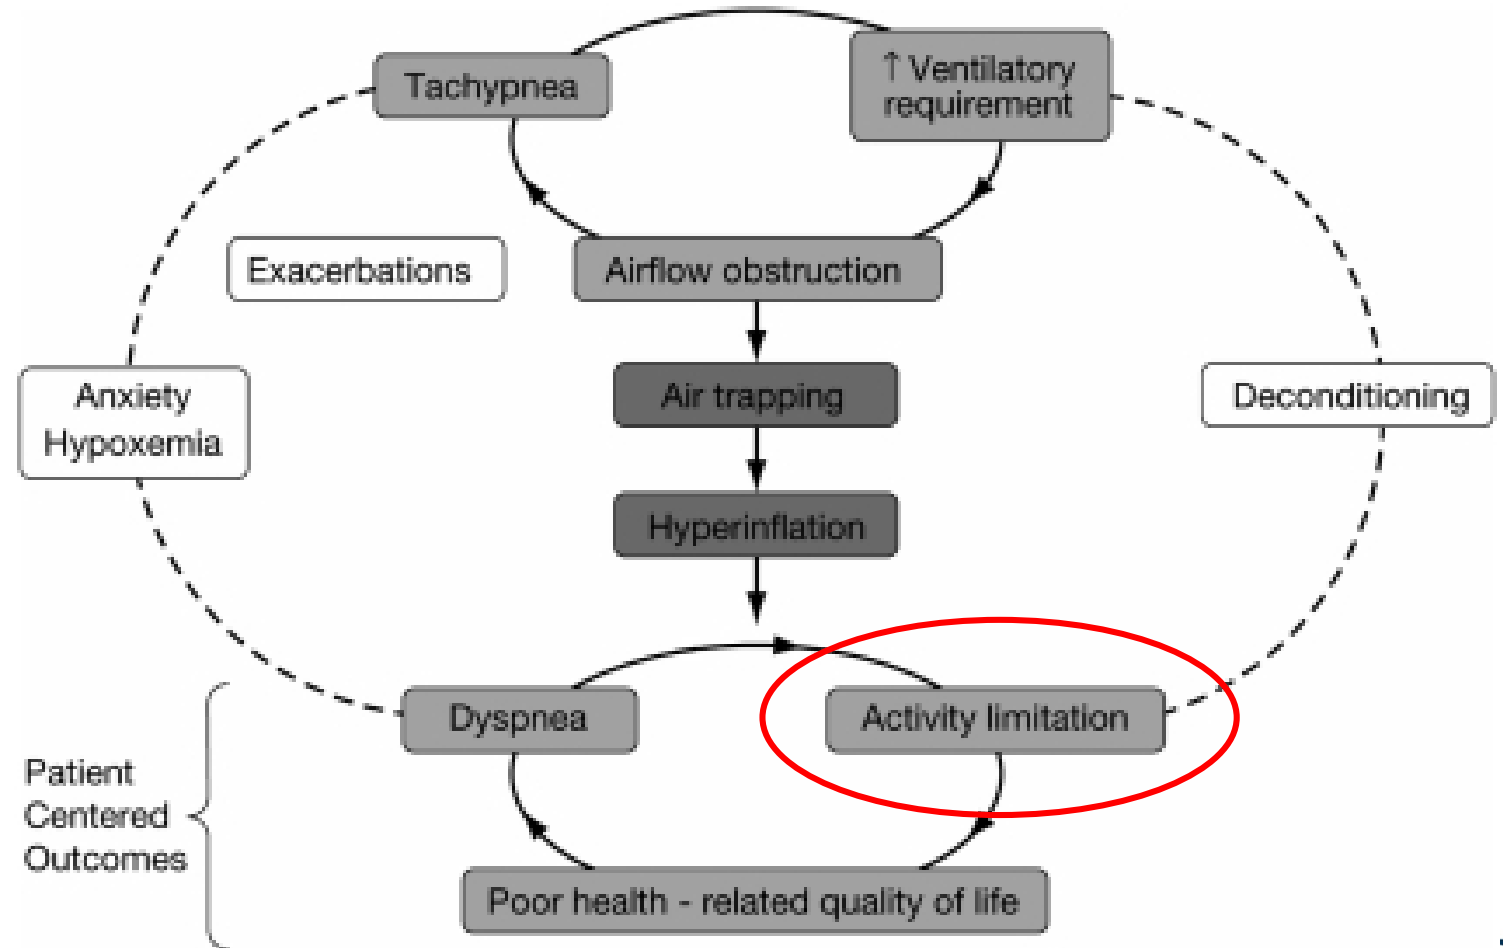 Tachypnea
↑ Ventilatory
requirement
Exacerbations
Airflow obstruction
Anxiety
Hypoxemia
Air trapping
Deconditioning
Hyperinflation
Dyspnea
Activity limitation
Patient
Centered
Outcomes
Poor health - related quality of life